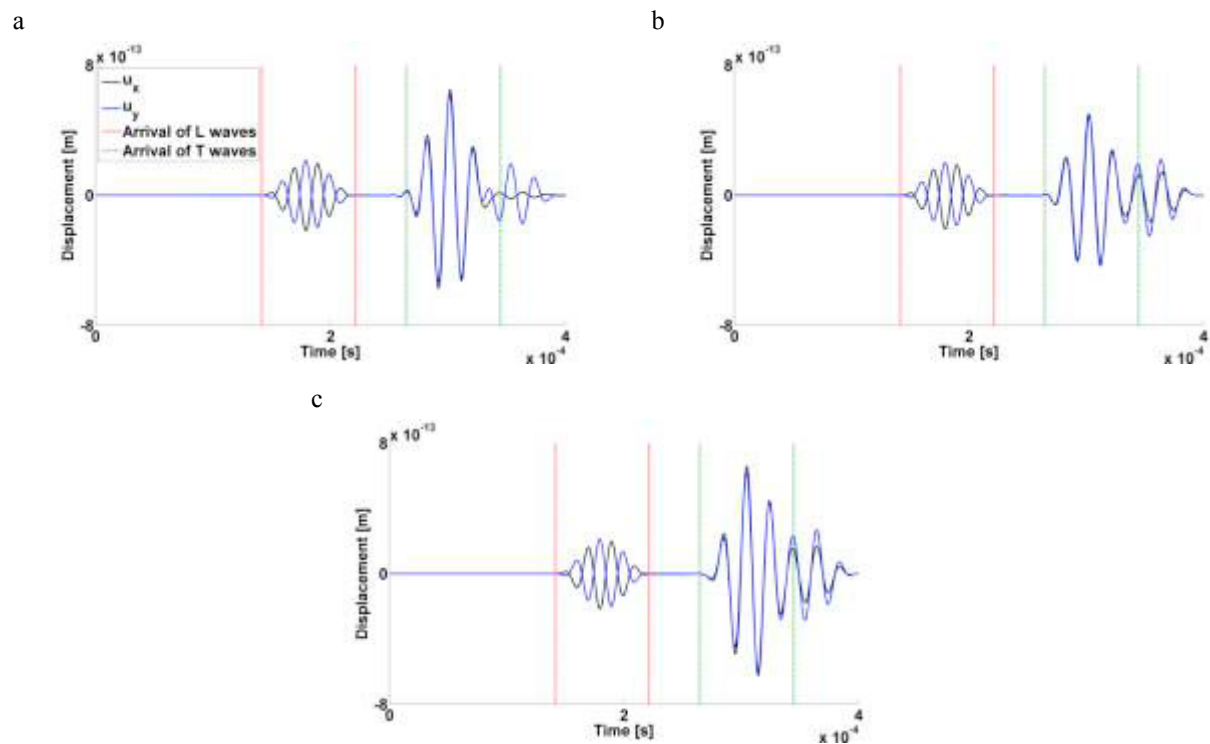 a
8 x 10^-13
u_x
u_y
Arrival of L waves
Arrival of T waves
Displacement [m]
0
-8
0
2
4
Time [s]
x 10^-4
b
8 x 10^-13
Displacement [m]
0
-8
0
2
4
Time [s]
x 10^-4
c
8 x 10^-13
Displacement [m]
0
-8
0
2
4
Time [s]
x 10^-4